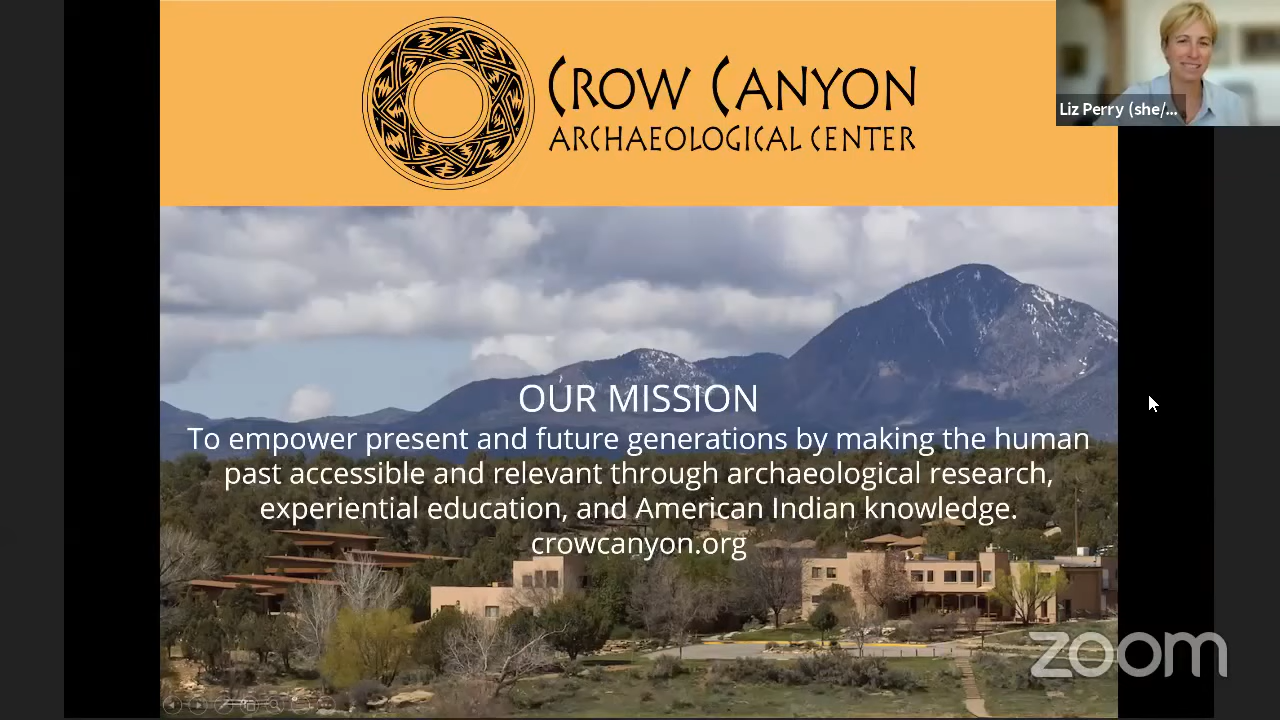 CROW CANYON
ARCHAEOLOGICAL CENTER
Liz Perry (she/...
OUR MISSION
To empower present and future generations by making the human
past accessible and relevant through archaeological research,
experiential education, and American Indian knowledge.
crowcanyon.org
zoom